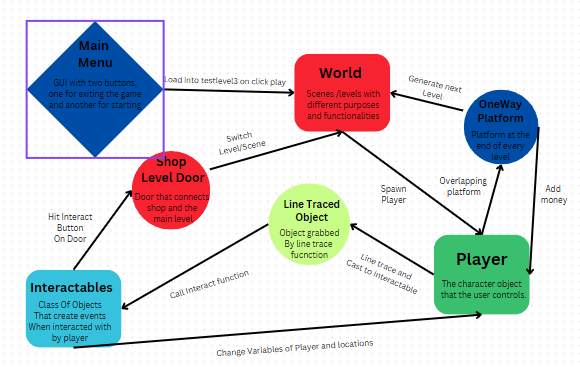 Main
Menu
GUI with two buttons,
one for exiting the game
and another for starting
Load Into testlevel3 on click play
World
Scenes /levels with
different purposes
and functionalities
Generate next
Level
OneWay
Platform
Platform at the
end of every
level
Switch
Level/Scene
Shop
Level Door
Door that connects
shop and the
main level
Spawn
Player
Overlapping
platform
Add
money
Line Traced
Object
Object grabbed
By line trace
fucnction
Hit Interact
Button
On Door
Line trace and
Cast to Interactable
Player
The character object
that the user controls.
Call Interact function
Interactables
Class Of Objects
That create events
When interacted with
by player
Change Variables of Player and locations